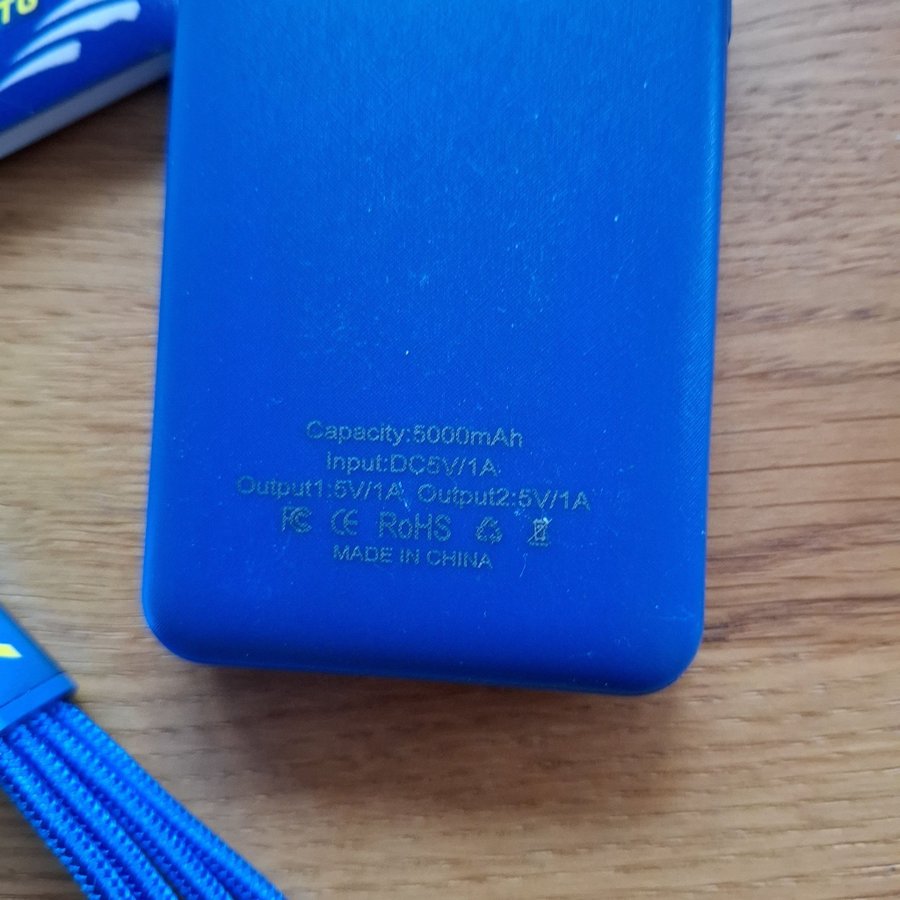 Capacity:5000mAh
Input:DC5V/1A
Output1:5V/1A, Output2:5V/1A
FC CE RoHS
MADE IN CHINA